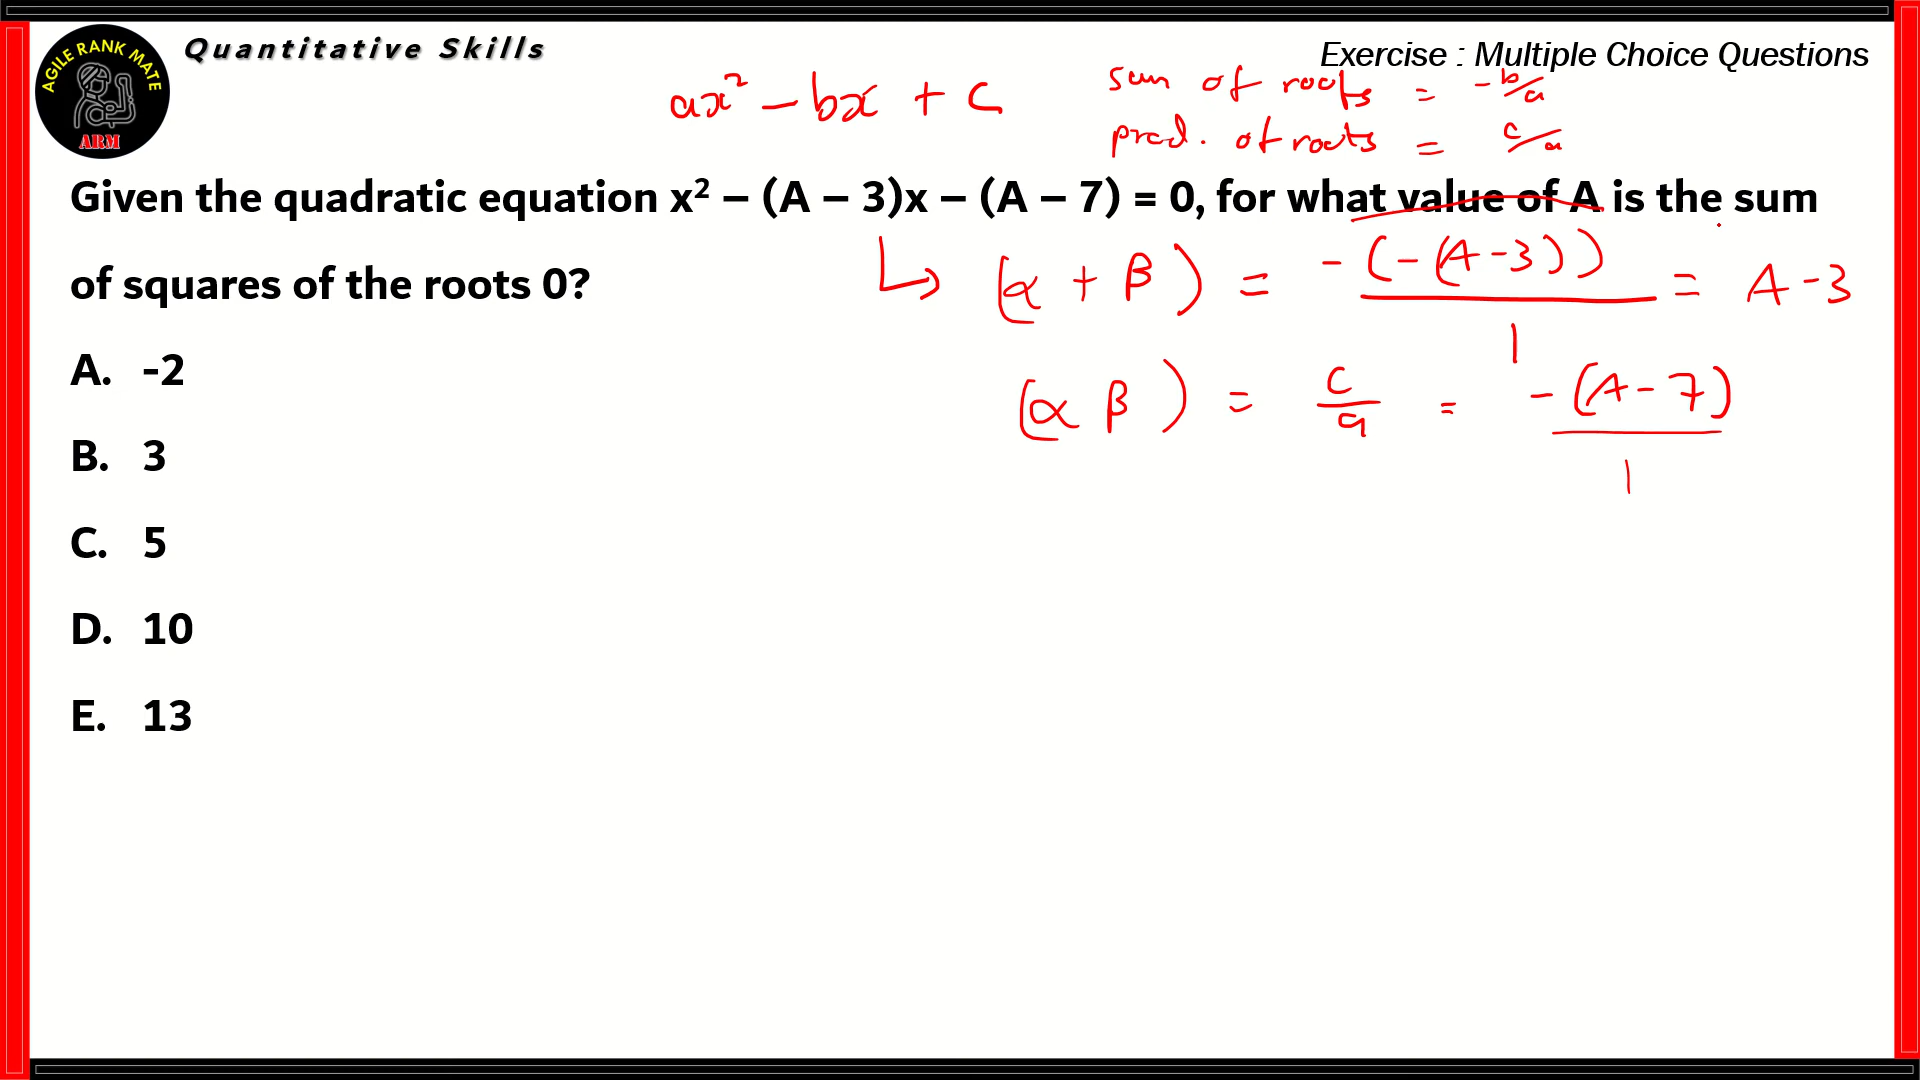 AGILE RANK MATE
ARM
Quantitative Skills
Exercise : Multiple Choice Questions
ax² − bx + c
sum of roots = -b/a
prod. of roots = c/a
Given the quadratic equation x² – (A – 3)x – (A – 7) = 0, for what value of A is the sum
of squares of the roots 0?
(α + β) = -(-(A-3))/1 = A-3
(α β) = c/a = -(A-7)/1
A. -2
B. 3
C. 5
D. 10
E. 13